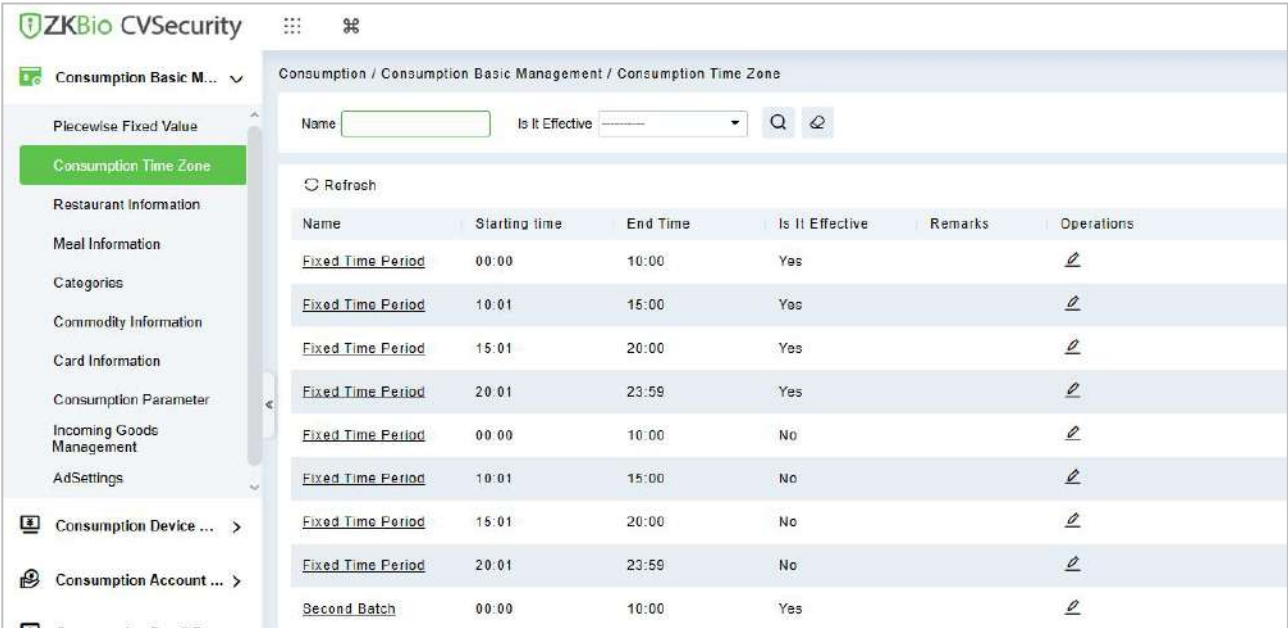 ZKBio CVSecurity
Consumption Basic M...
Piecewise Fixed Value
Consumption Time Zone
Restaurant Information
Meal Information
Categories
Commodity Information
Card Information
Consumption Parameter
Incoming Goods
Management
AdSettings
Consumption Device ...
Consumption Account ...
Consumption / Consumption Basic Management / Consumption Time Zone
Name Is It Effective ----------
Refresh
Name Starting time End Time Is It Effective Remarks Operations
Fixed Time Period 00:00 10:00 Yes
Fixed Time Period 10:01 15:00 Yes
Fixed Time Period 15:01 20:00 Yes
Fixed Time Period 20:01 23:59 Yes
Fixed Time Period 00:00 10:00 No
Fixed Time Period 10:01 15:00 No
Fixed Time Period 15:01 20:00 No
Fixed Time Period 20:01 23:59 No
Second Batch 00:00 10:00 Yes